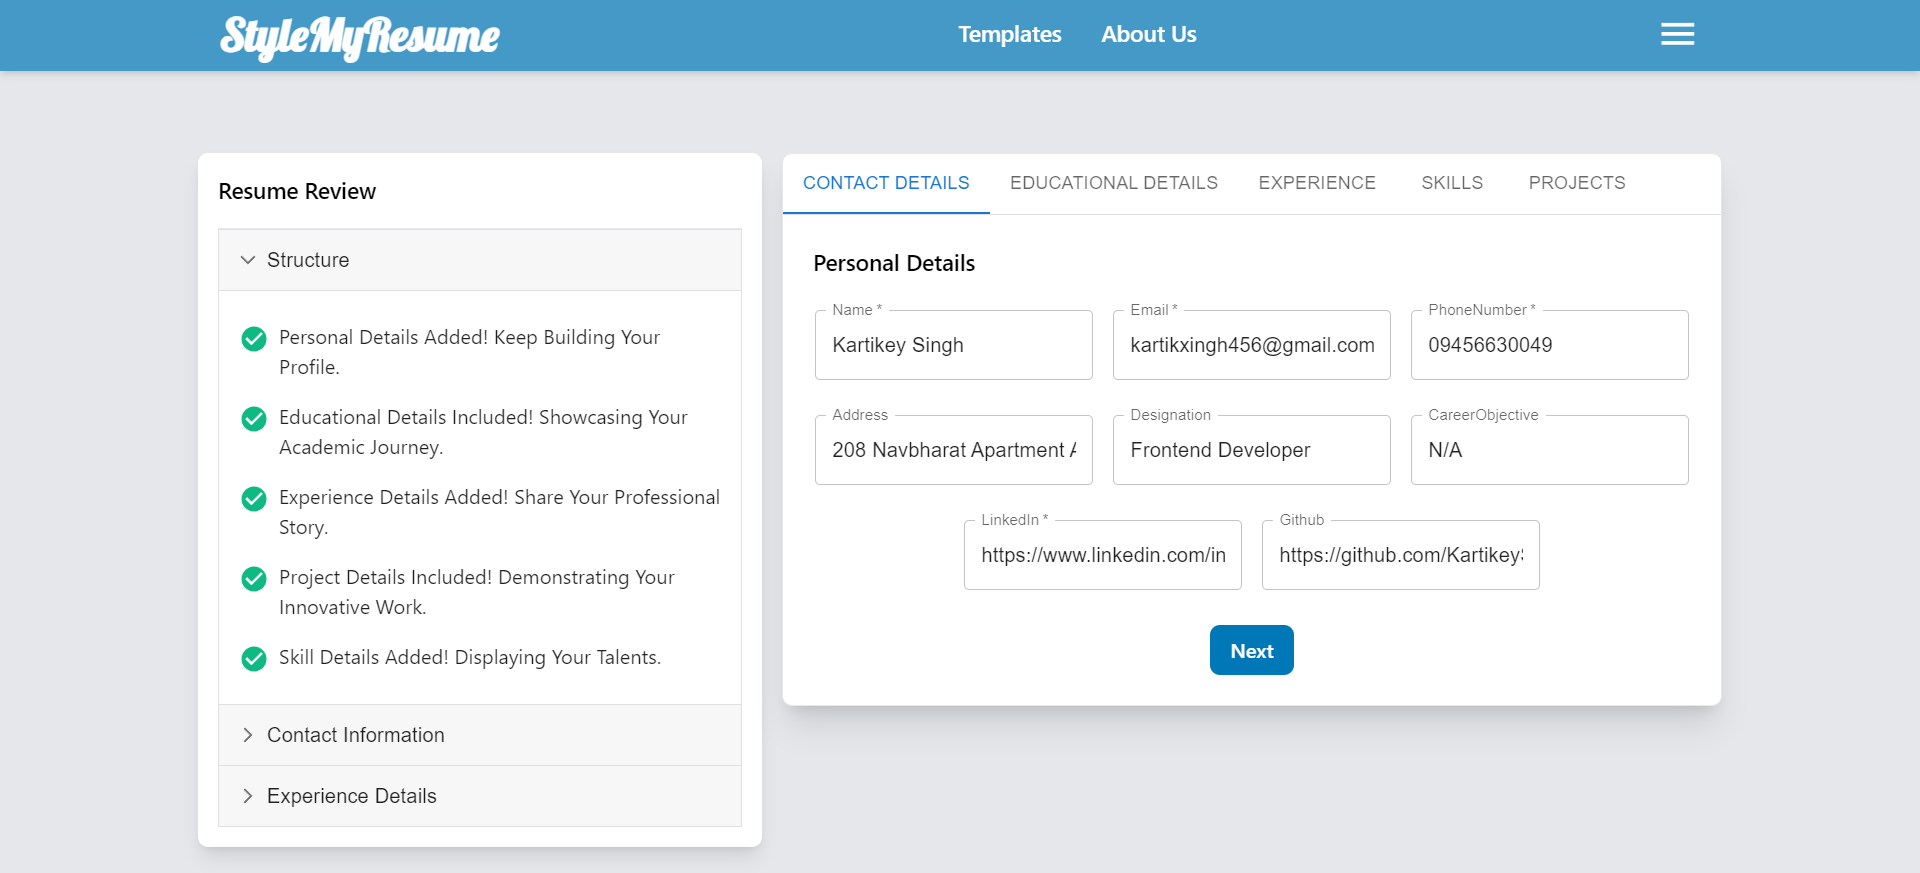 StyleMyResume
Templates
About Us
Resume Review
Structure
Personal Details Added! Keep Building Your
Profile.
Educational Details Included! Showcasing Your
Academic Journey.
Experience Details Added! Share Your Professional
Story.
Project Details Included! Demonstrating Your
Innovative Work.
Skill Details Added! Displaying Your Talents.
Contact Information
Experience Details
CONTACT DETAILS
EDUCATIONAL DETAILS
EXPERIENCE
SKILLS
PROJECTS
Personal Details
Name *
Kartikey Singh
Email *
kartikxingh456@gmail.com
PhoneNumber *
09456630049
Address
208 Navbharat Apartment
Designation
Frontend Developer
CareerObjective
N/A
LinkedIn *
https://www.linkedin.com/in
Github
https://github.com/Kartikey
Next